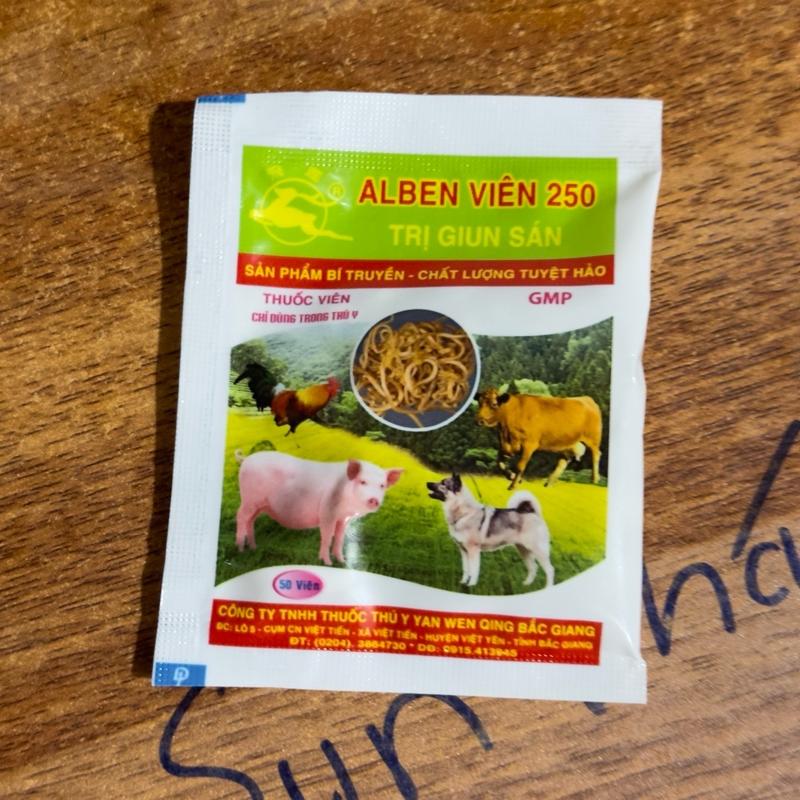 ®
ALBEN VIÊN 250
TRỊ GIUN SÁN
SẢN PHẨM BÍ TRUYỀN - CHẤT LƯỢNG TUYỆT HẢO
THUỐC VIÊN
CHỈ DÙNG TRONG THÚ Y
GMP
50 Viên
CÔNG TY TNHH THUỐC THÚ Y YAN WEN QING BẮC GIANG
ĐC: LÔ 5 - CỤM CN VIỆT TIẾN - XÃ VIỆT TIẾN - HUYỆN VIỆT YÊN - TỈNH BẮC GIANG
ĐT: (0204). 3864730 * DĐ: 0915.413945
Sun